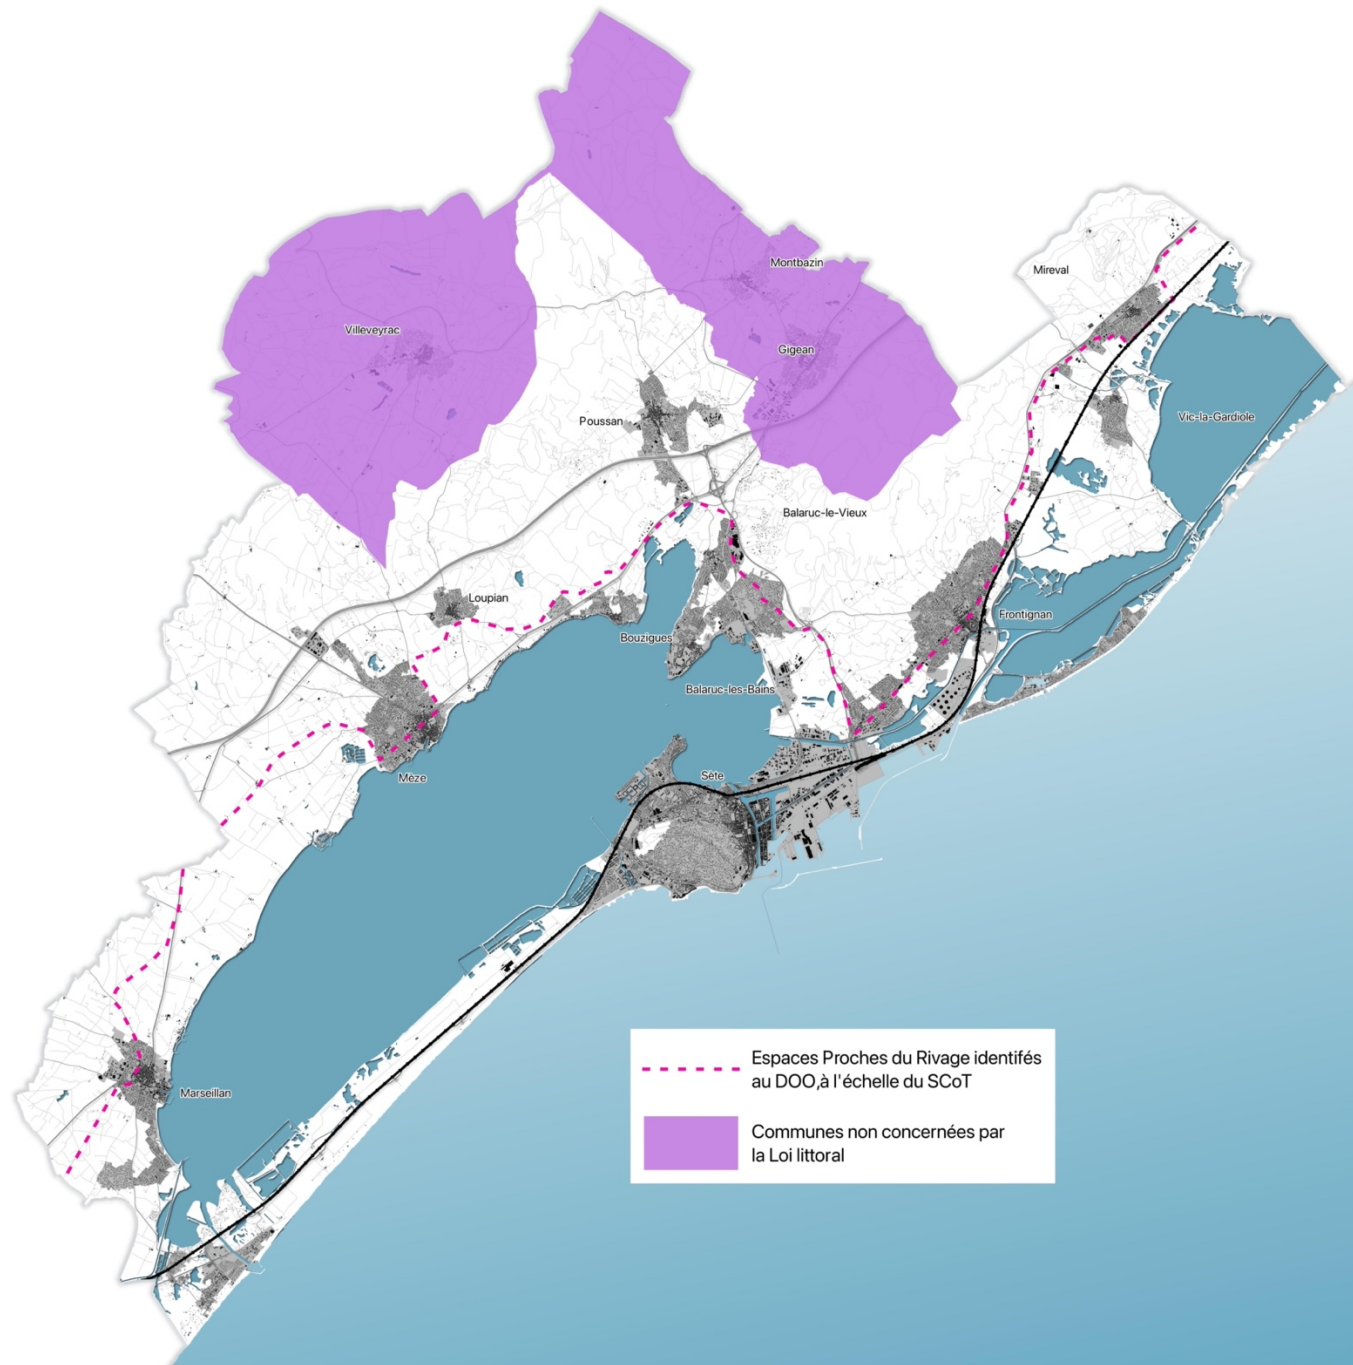 Montbazin
Mireval
Villeveyrac
Gigean
Poussan
Vic-la-Gardiole
Balaruc-le-Vieux
Loupian
Frontignan
Bouzigues
Balaruc-les-Bains
Mèze
Sète
Marseillan
Espaces Proches du Rivage identifés
au DOO,à l'échelle du SCoT
Communes non concernées par
la Loi littoral